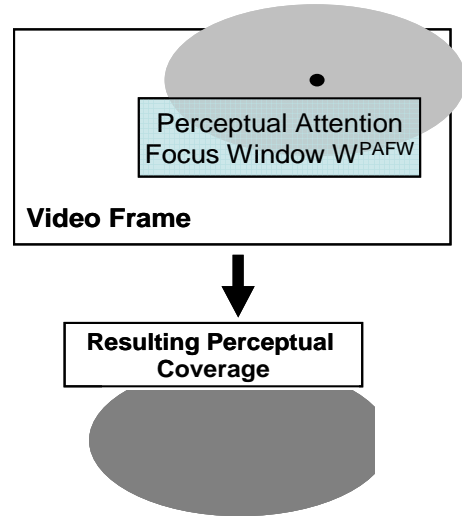 Perceptual Attention
Focus Window W^PAFW
Video Frame
Resulting Perceptual
Coverage